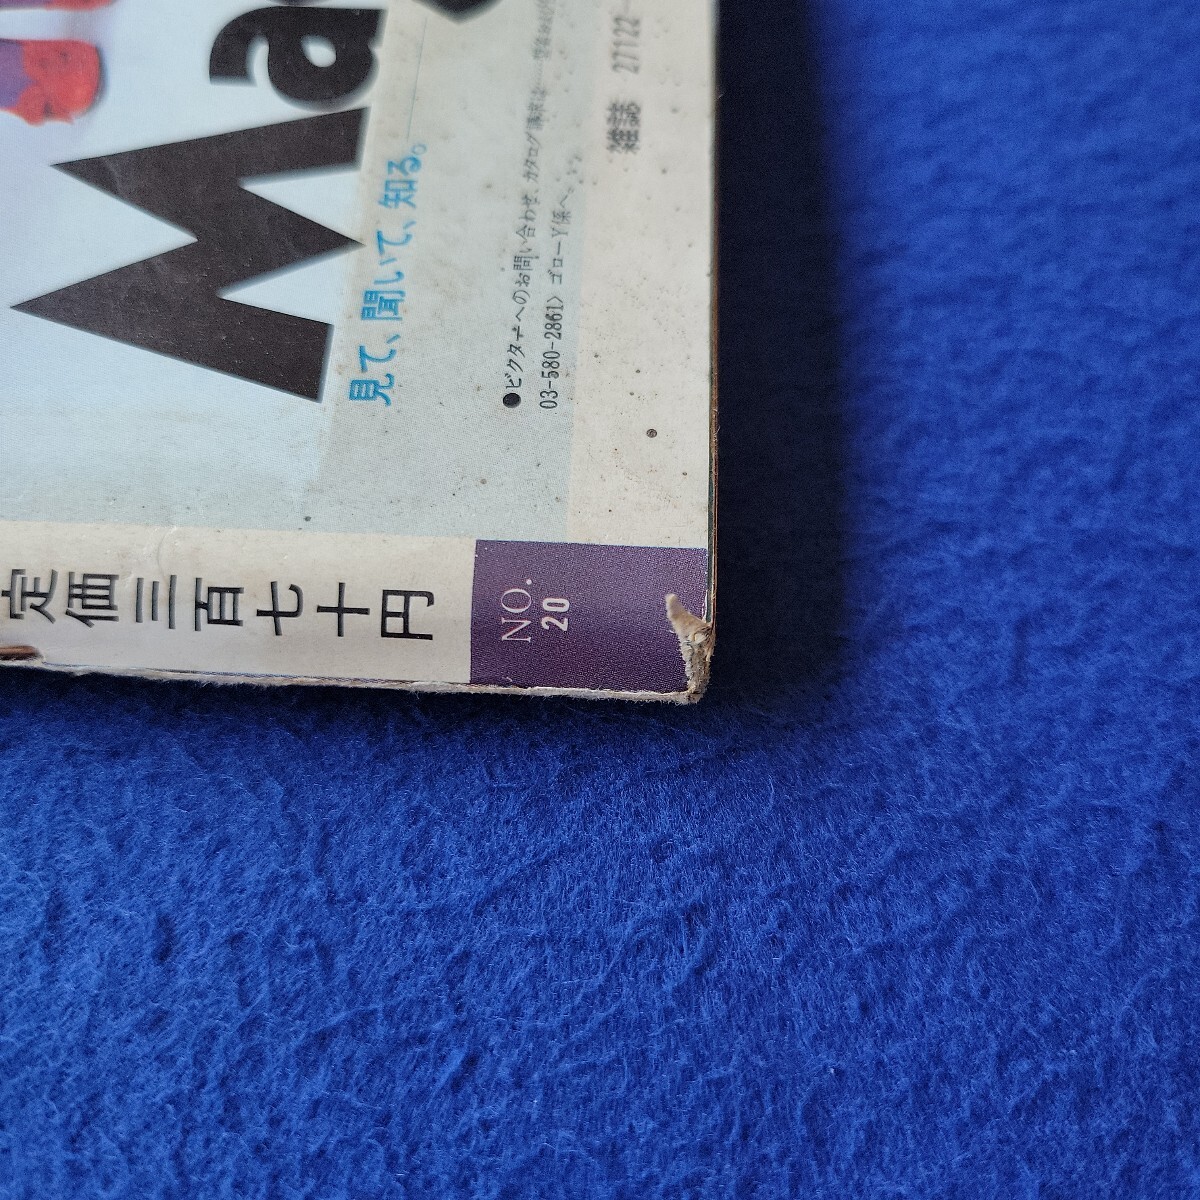 Ma
見て、聞いて、知る。
●ビクターへのお問い合わせ、カタログ請求は……
03-580-2861〉ゴローY係へ
雑誌 27122-
定価三百七十円
NO.
20